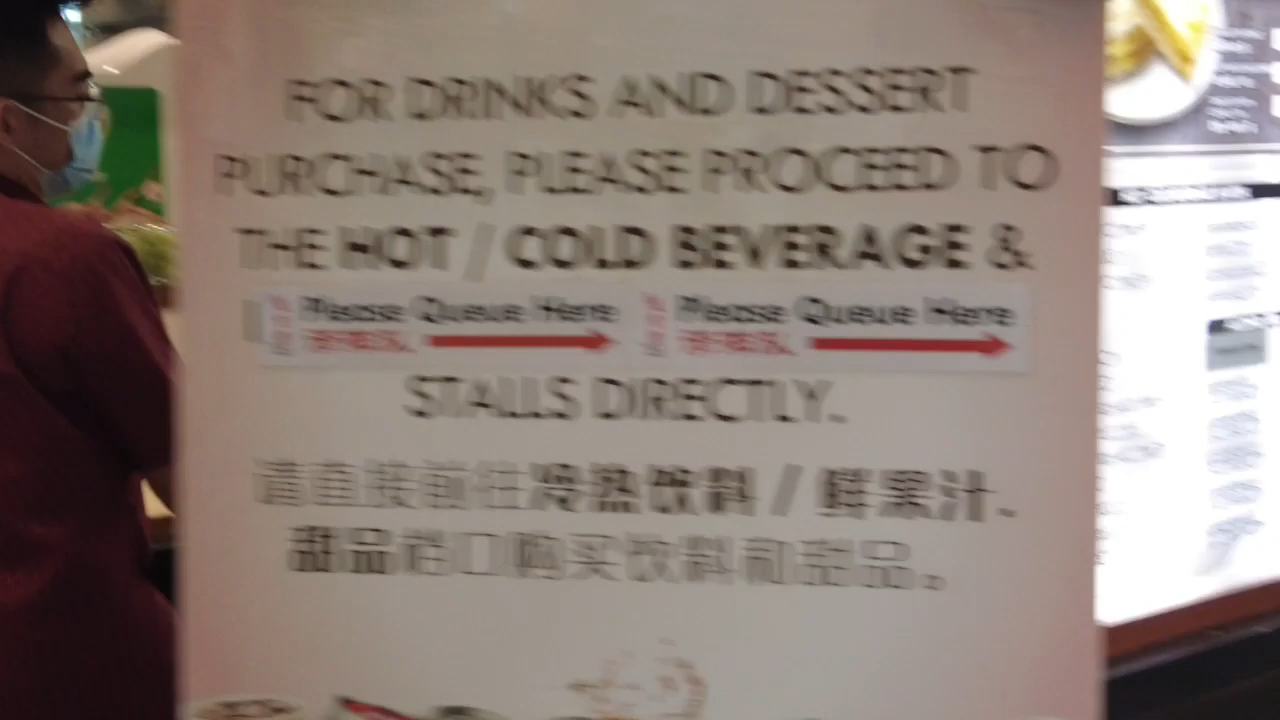 FOR DRINKS AND DESSERT
PURCHASE, PLEASE PROCEED TO
THE HOT / COLD BEVERAGE &
Please Queue Here Please Queue Here
STALLS DIRECTLY.
请直接前往冷热饮料 / 鲜果汁、
甜品档口购买饮料和甜品。